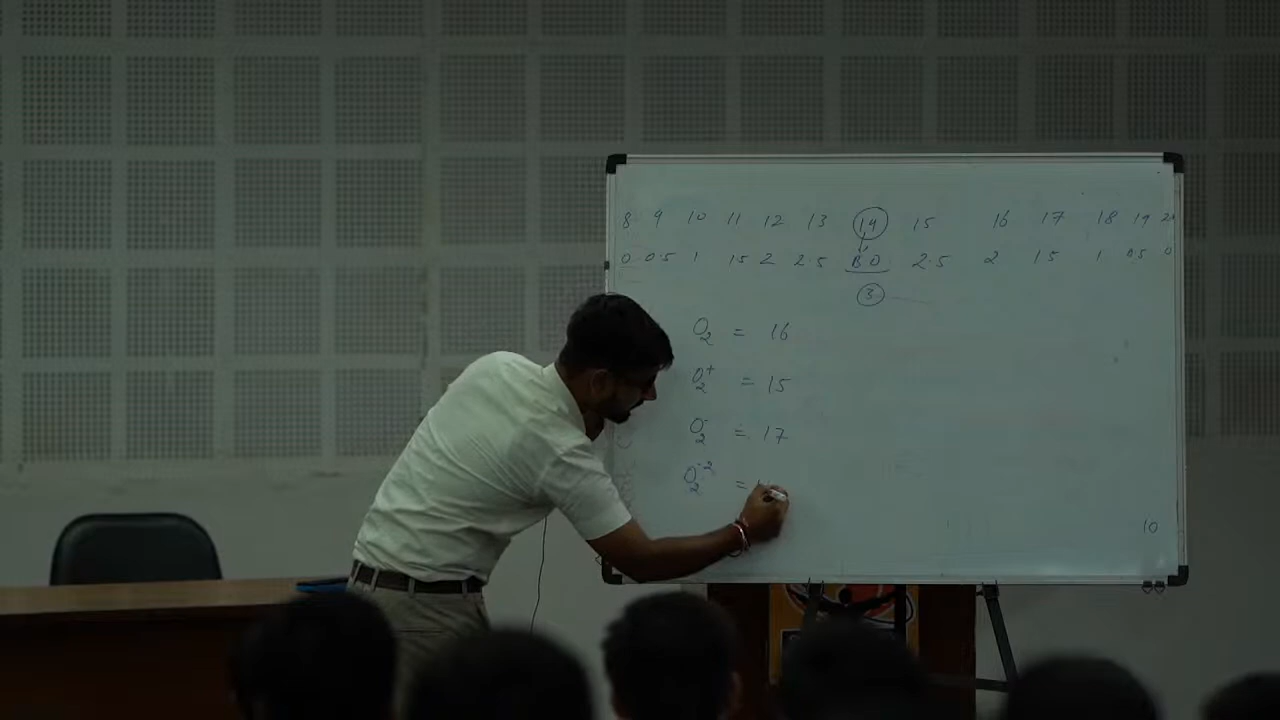 8 9 10 11 12 13 14 15 16 17 18 19 20
0 0.5 1 1.5 2 2.5 BO 2.5 2 1.5 1 0.5 0
3
O₂ = 16
O₂⁺ = 15
O₂⁻ = 17
O₂⁻² =
10